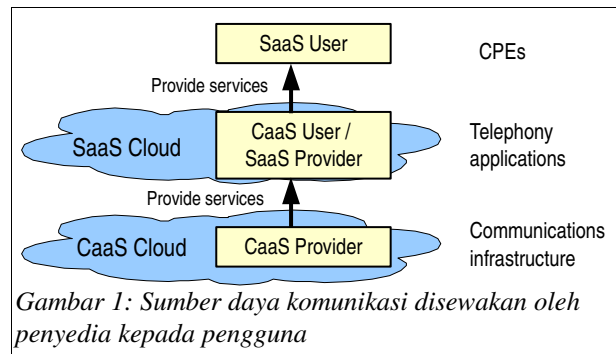 SaaS User
CPEs
Provide services
SaaS Cloud
CaaS User /
SaaS Provider
Telephony
applications
Provide services
CaaS Cloud
CaaS Provider
Communications
infrastructure
Gambar 1: Sumber daya komunikasi disewakan oleh
penyedia kepada pengguna